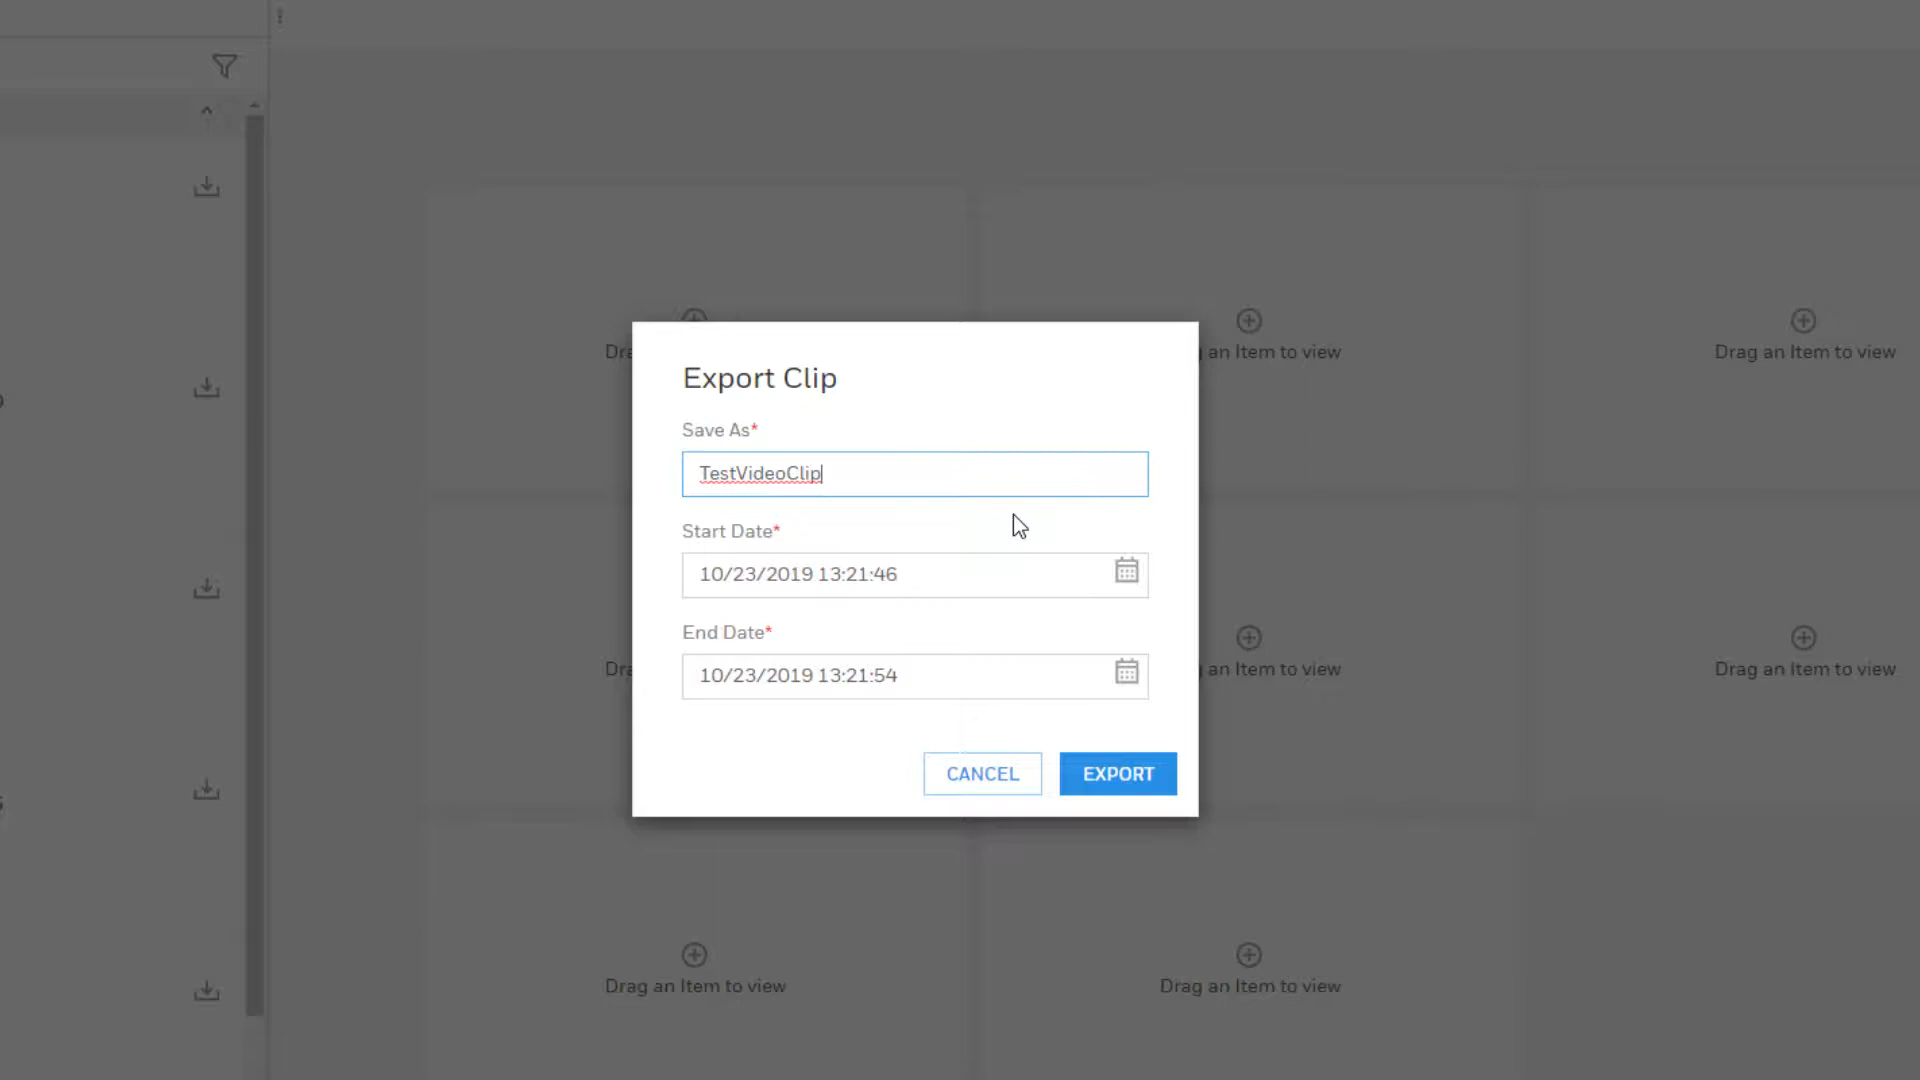 Export Clip
Save As*
TestVideoClip
Start Date*
10/23/2019 13:21:46
End Date*
10/23/2019 13:21:54
CANCEL
EXPORT
an Item to view
Drag an Item to view
an Item to view
Drag an Item to view
Drag an Item to view
Drag an Item to view